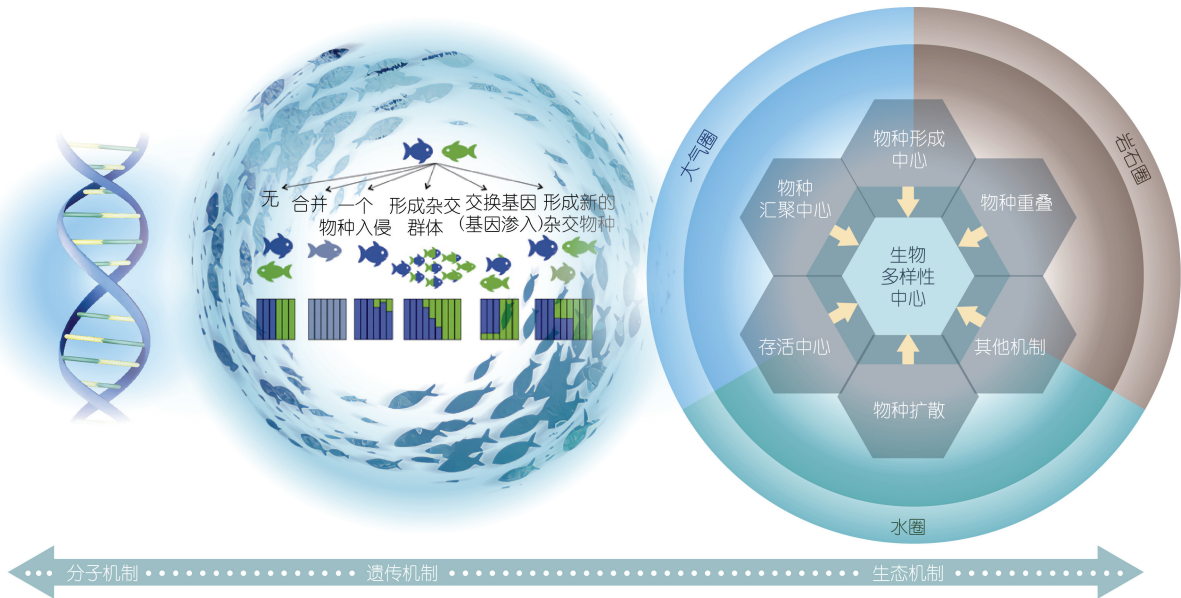 无
合并
一个
物种入侵
形成杂交
群体
交换基因
(基因渗入)
形成新的
杂交物种
大气圈
岩石圈
水圈
物种形成
中心
物种
汇聚中心
物种重叠
生物
多样性
中心
存活中心
其他机制
物种扩散
分子机制
遗传机制
生态机制